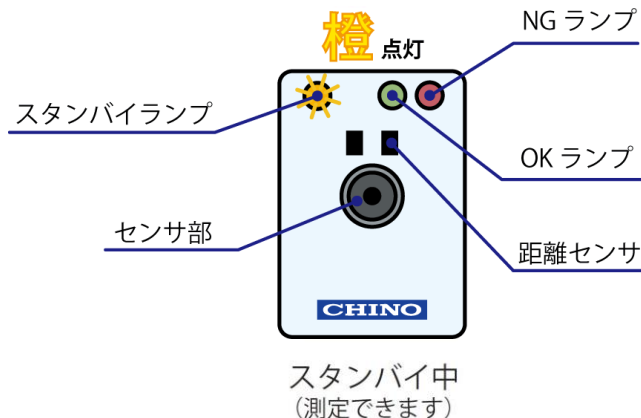 橙 点灯
NG ランプ
スタンバイランプ
OK ランプ
センサ部
距離センサ
CHINO
スタンバイ中
（測定できます）